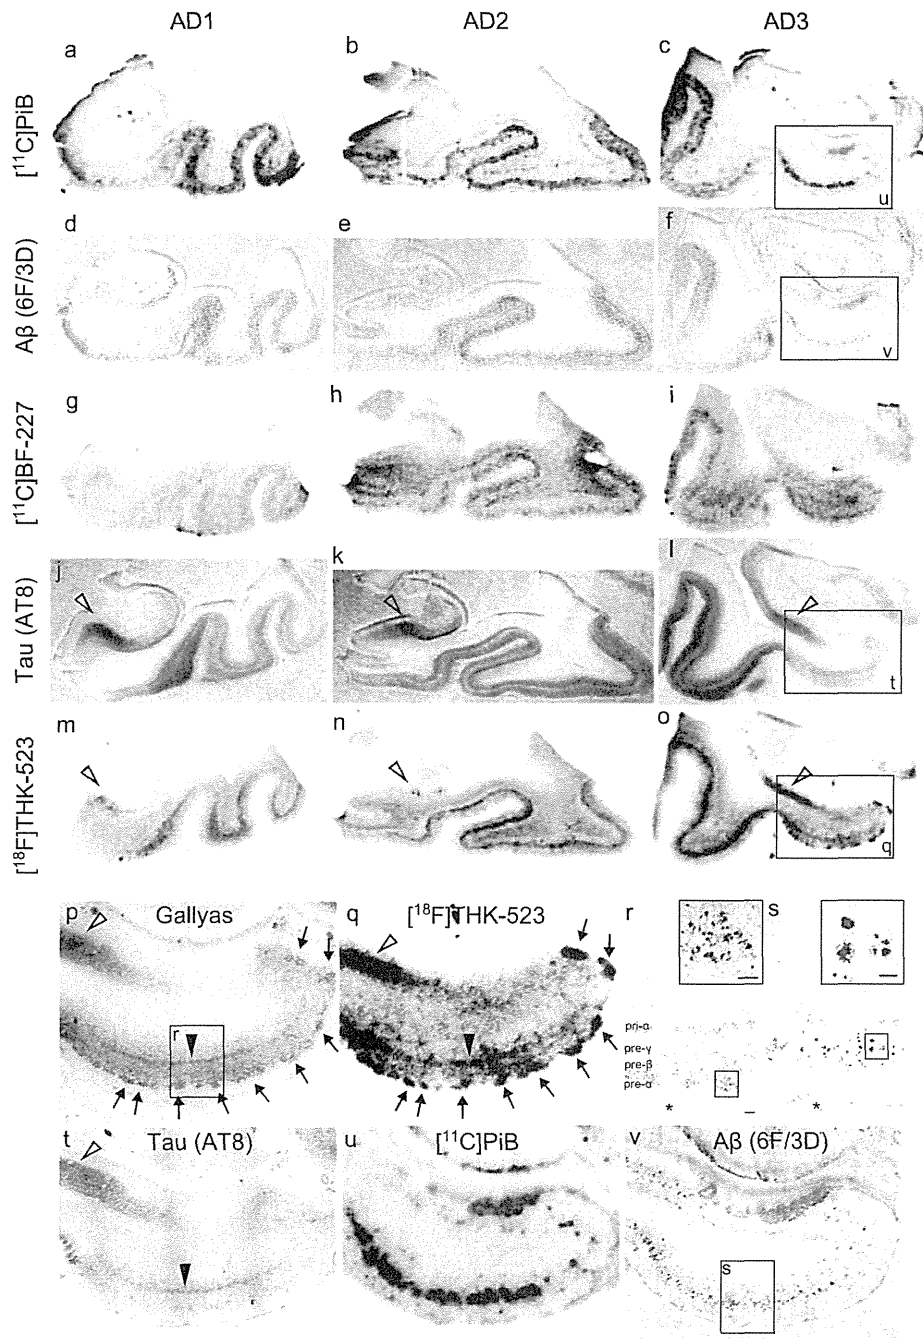 AD1 AD2 AD3
a b c
[¹¹C]PiB
u
d e f
Aβ (6F/3D)
v
g h i
[¹¹C]BF-227
j k l
Tau (AT8)
t
m n o
[¹⁸F]THK-523
q
p Gallyas q [¹⁸F]THK-523 r s
r
pri-α
pre-γ
pre-β
pre-α
* *
t Tau (AT8) u [¹¹C]PiB v Aβ (6F/3D)
s